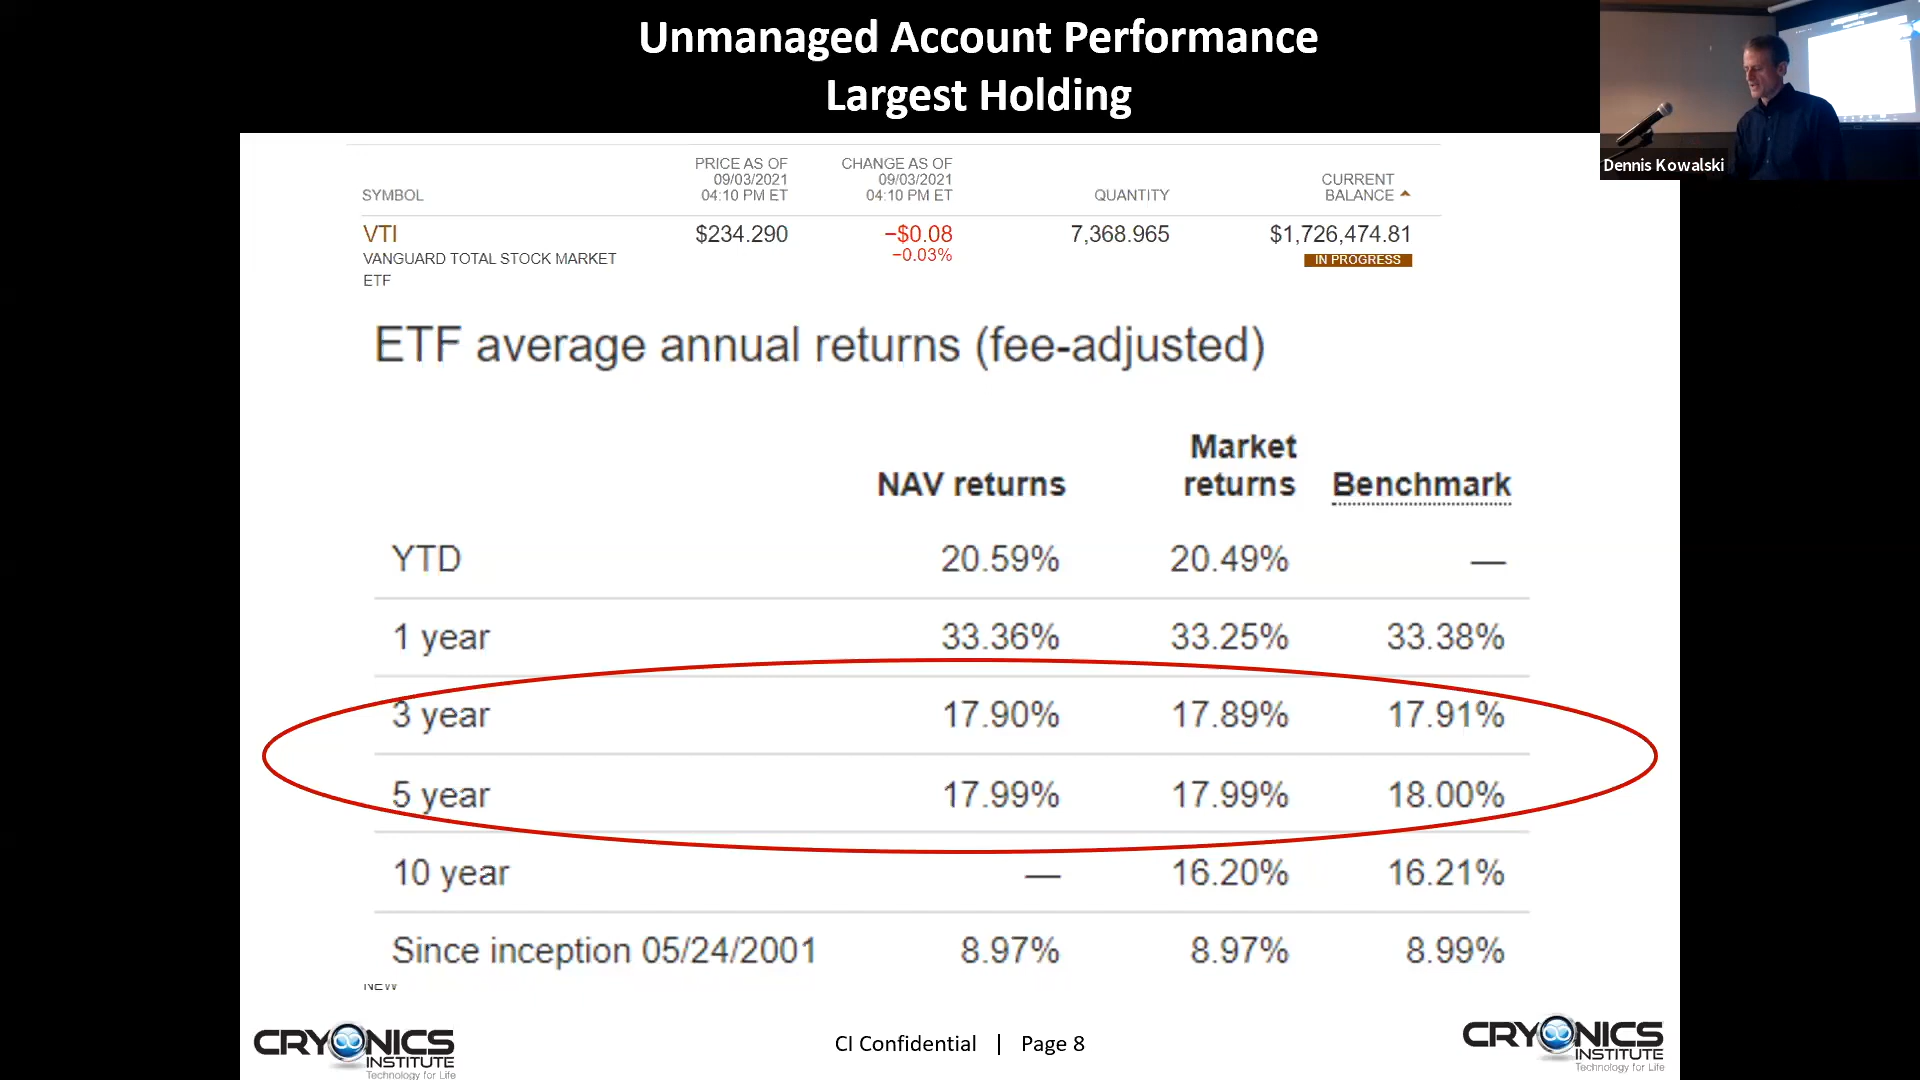 Unmanaged Account Performance
Largest Holding
Dennis Kowalski
SYMBOL
PRICE AS OF
09/03/2021
04:10 PM ET
CHANGE AS OF
09/03/2021
04:10 PM ET
QUANTITY
CURRENT
BALANCE
VTI
VANGUARD TOTAL STOCK MARKET
ETF
$234.290
−$0.08
−0.03%
7,368.965
$1,726,474.81
IN PROGRESS
ETF average annual returns (fee-adjusted)
NAV returns
Market
returns
Benchmark
YTD 20.59% 20.49% —
1 year 33.36% 33.25% 33.38%
3 year 17.90% 17.89% 17.91%
5 year 17.99% 17.99% 18.00%
10 year — 16.20% 16.21%
Since inception 05/24/2001 8.97% 8.97% 8.99%
NEW
CRYONICS
INSTITUTE
Technology for Life
CI Confidential | Page 8
CRYONICS
INSTITUTE
Technology for Life